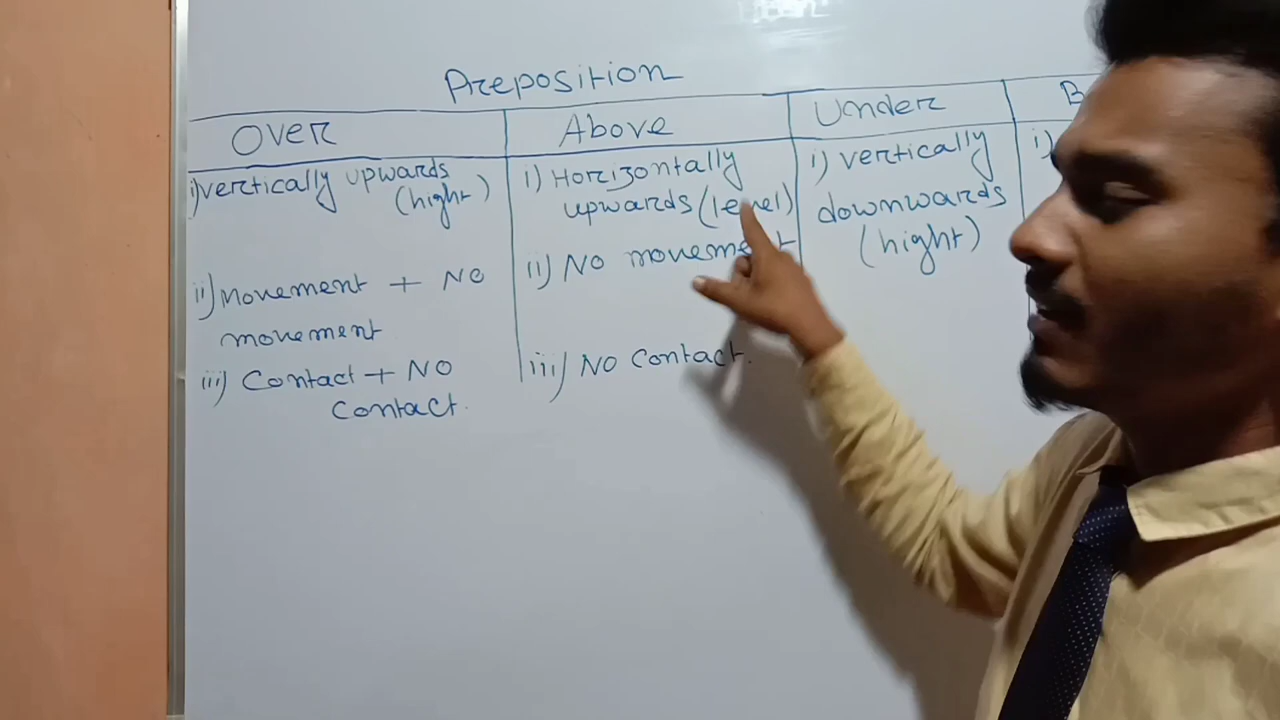 Preposition
Over
Above
Under
B
i) vertically upwards
(hight)
ii) Movement + NO
movement
iii) Contact + NO
contact.
i) Horizontally
upwards (level)
ii) NO movement
iii) NO contact.
i) vertically
downwards
(hight)
i)